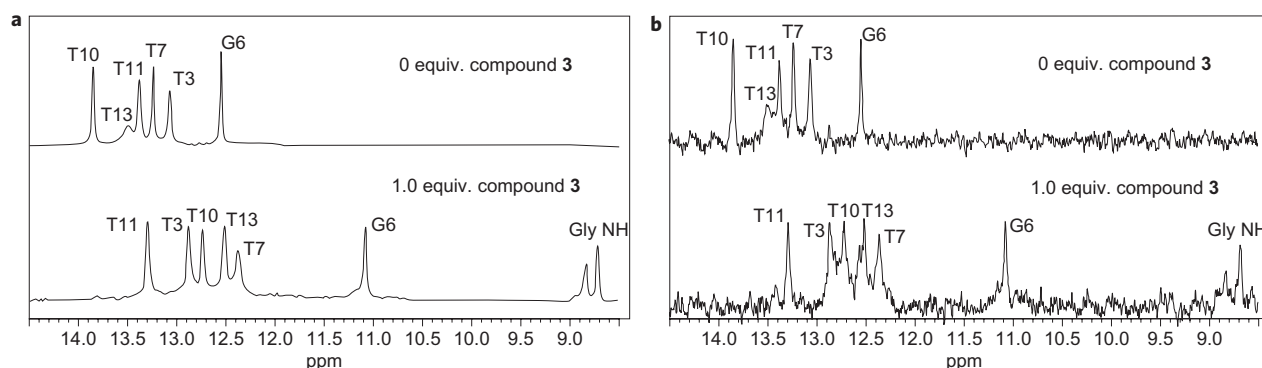 a
T10
T13
T11
T7
T3
G6
0 equiv. compound 3
1.0 equiv. compound 3
T11
T3
T10
T13
T7
G6
Gly NH
14.0 13.5 13.0 12.5 12.0 11.5 11.0 10.5 10.0 9.5 9.0
ppm
b
T10
T13
T11
T7
T3
G6
0 equiv. compound 3
1.0 equiv. compound 3
T11
T3
T10
T13
T7
G6
Gly NH
14.0 13.5 13.0 12.5 12.0 11.5 11.0 10.5 10.0 9.5 9.0
ppm